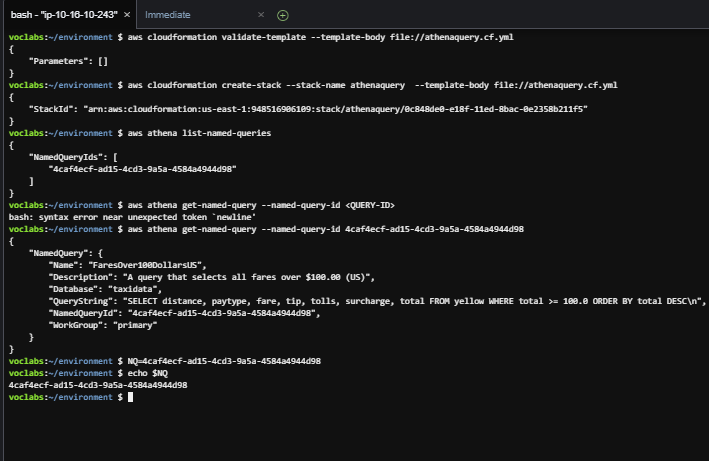 bash - "ip-10-16-10-243" × Immediate ×
voclabs:~/environment $ aws cloudformation validate-template --template-body file://athenaquery.cf.yml
{
    "Parameters": []
}
voclabs:~/environment $ aws cloudformation create-stack --stack-name athenaquery  --template-body file://athenaquery.cf.yml
{
    "StackId": "arn:aws:cloudformation:us-east-1:948516906109:stack/athenaquery/0c848de0-e18f-11ed-8bac-0e2358b211f5"
}
voclabs:~/environment $ aws athena list-named-queries
{
    "NamedQueryIds": [
        "4caf4ecf-ad15-4cd3-9a5a-4584a4944d98"
    ]
}
voclabs:~/environment $ aws athena get-named-query --named-query-id <QUERY-ID>
bash: syntax error near unexpected token `newline'
voclabs:~/environment $ aws athena get-named-query --named-query-id 4caf4ecf-ad15-4cd3-9a5a-4584a4944d98
{
    "NamedQuery": {
        "Name": "FaresOver100DollarsUS",
        "Description": "A query that selects all fares over $100.00 (US)",
        "Database": "taxidata",
        "QueryString": "SELECT distance, paytype, fare, tip, tolls, surcharge, total FROM yellow WHERE total >= 100.0 ORDER BY total DESC\n",
        "NamedQueryId": "4caf4ecf-ad15-4cd3-9a5a-4584a4944d98",
        "WorkGroup": "primary"
    }
}
voclabs:~/environment $ NQ=4caf4ecf-ad15-4cd3-9a5a-4584a4944d98
voclabs:~/environment $ echo $NQ
4caf4ecf-ad15-4cd3-9a5a-4584a4944d98
voclabs:~/environment $